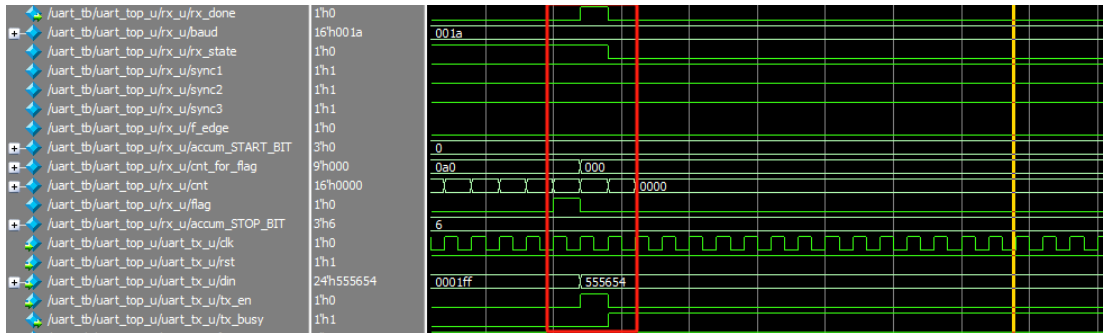 /uart_tb/uart_top_u/rx_u/rx_done 1'h0
/uart_tb/uart_top_u/rx_u/baud 16'h001a 001a
/uart_tb/uart_top_u/rx_u/rx_state 1'h0
/uart_tb/uart_top_u/rx_u/sync1 1'h1
/uart_tb/uart_top_u/rx_u/sync2 1'h1
/uart_tb/uart_top_u/rx_u/sync3 1'h1
/uart_tb/uart_top_u/rx_u/f_edge 1'h0
/uart_tb/uart_top_u/rx_u/accum_START_BIT 3'h0 0
/uart_tb/uart_top_u/rx_u/cnt_for_flag 9'h000 0a0 000
/uart_tb/uart_top_u/rx_u/cnt 16'h0000 0000
/uart_tb/uart_top_u/rx_u/flag 1'h0
/uart_tb/uart_top_u/rx_u/accum_STOP_BIT 3'h6 6
/uart_tb/uart_top_u/uart_tx_u/clk 1'h0
/uart_tb/uart_top_u/uart_tx_u/rst 1'h1
/uart_tb/uart_top_u/uart_tx_u/din 24'h555654 0001ff 555654
/uart_tb/uart_top_u/uart_tx_u/tx_en 1'h0
/uart_tb/uart_top_u/uart_tx_u/tx_busy 1'h1